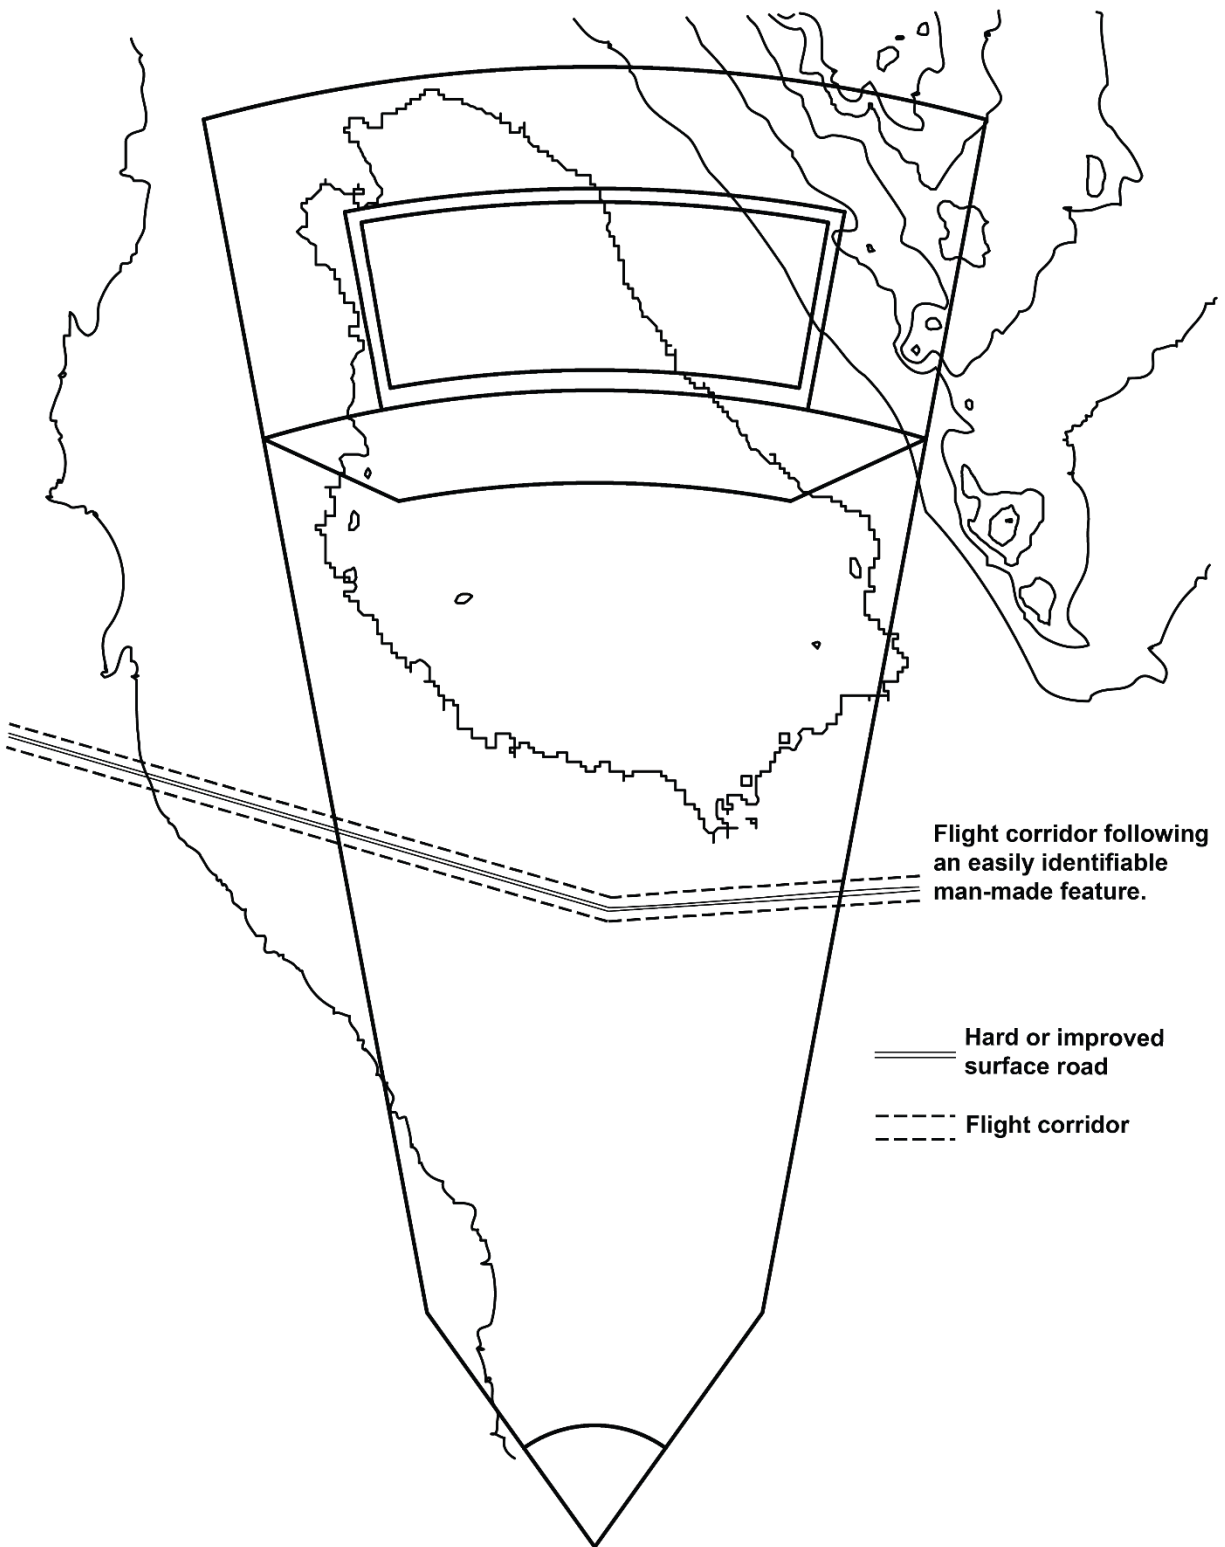 Flight corridor following
an easily identifiable
man-made feature.
Hard or improved
surface road
Flight corridor